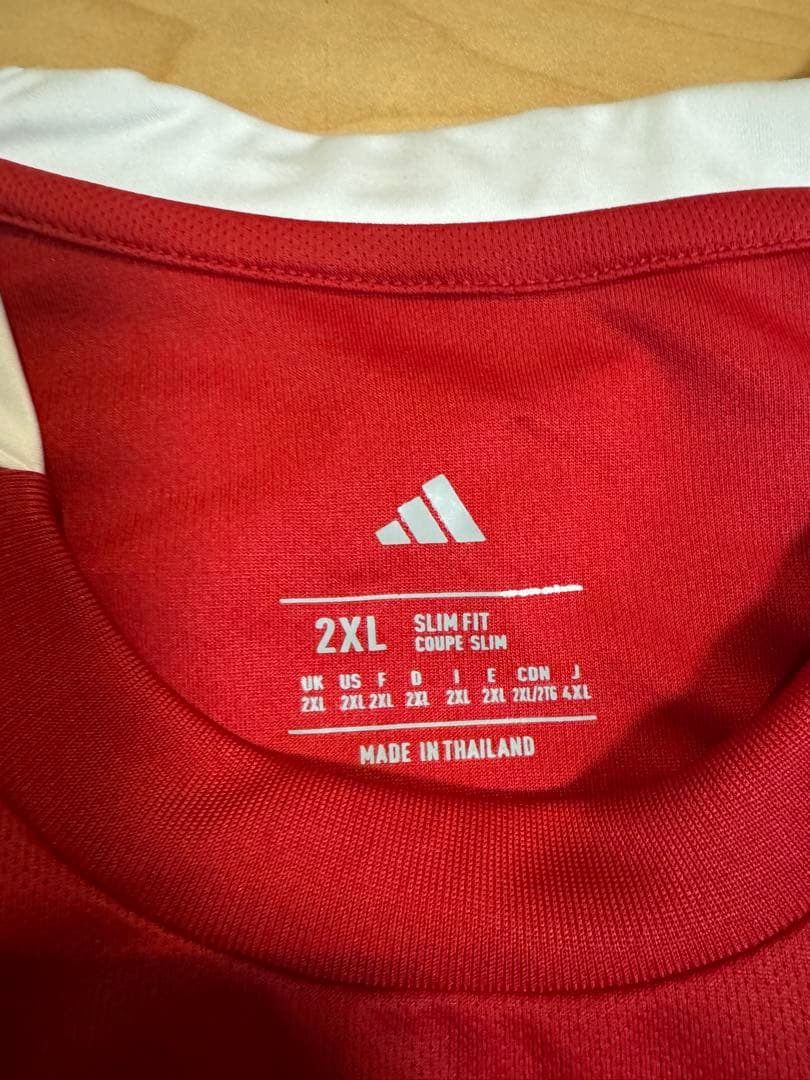 2XL SLIM FIT
COUPE SLIM
UK US F D I E CDN J
2XL 2XL 2XL 2XL 2XL 2XL 2XL/2TG 4XL
MADE IN THAILAND